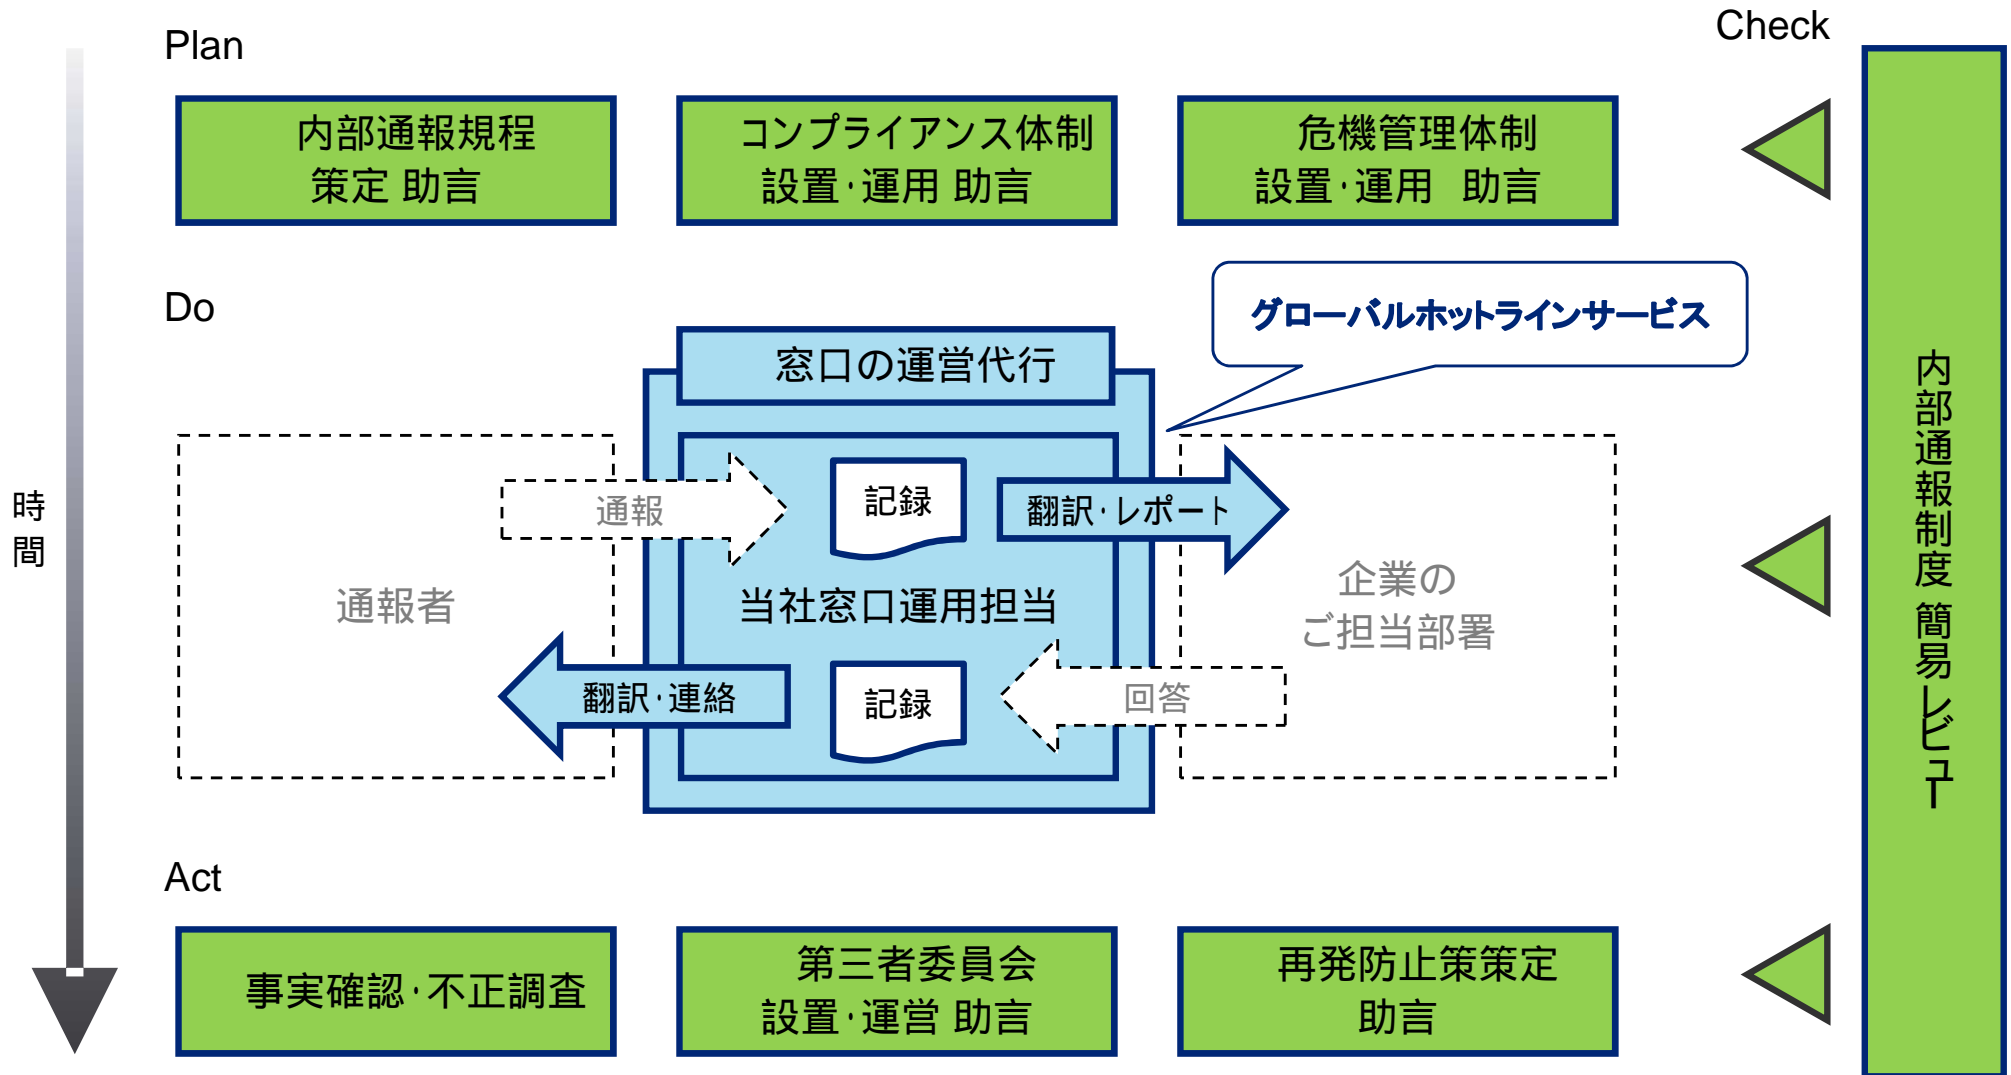 Plan
Check
内部通報規程
策定 助言
コンプライアンス体制
設置・運用 助言
危機管理体制
設置・運用 助言
Do
グローバルホットラインサービス
窓口の運営代行
通報
記録
翻訳・レポート
通報者
当社窓口運用担当
企業の
ご担当部署
翻訳・連絡
記録
回答
時間
内部通報制度 簡易レビュー
Act
事実確認・不正調査
第三者委員会
設置・運営 助言
再発防止策策定
助言